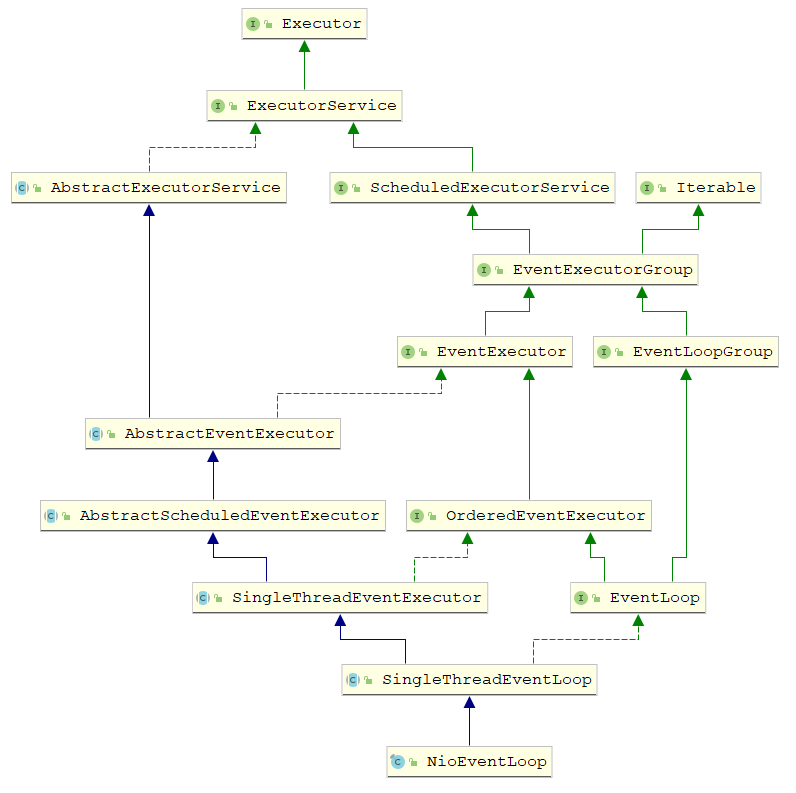 I Executor
I ExecutorService
C AbstractExecutorService
I ScheduledExecutorService
I Iterable
I EventExecutorGroup
I EventExecutor
I EventLoopGroup
C AbstractEventExecutor
C AbstractScheduledEventExecutor
I OrderedEventExecutor
C SingleThreadEventExecutor
I EventLoop
C SingleThreadEventLoop
C NioEventLoop